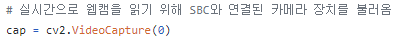 # 실시간으로 웹캠을 읽기 위해 SBC와 연결된 카메라 장치를 불러옴
cap = cv2.VideoCapture(0)